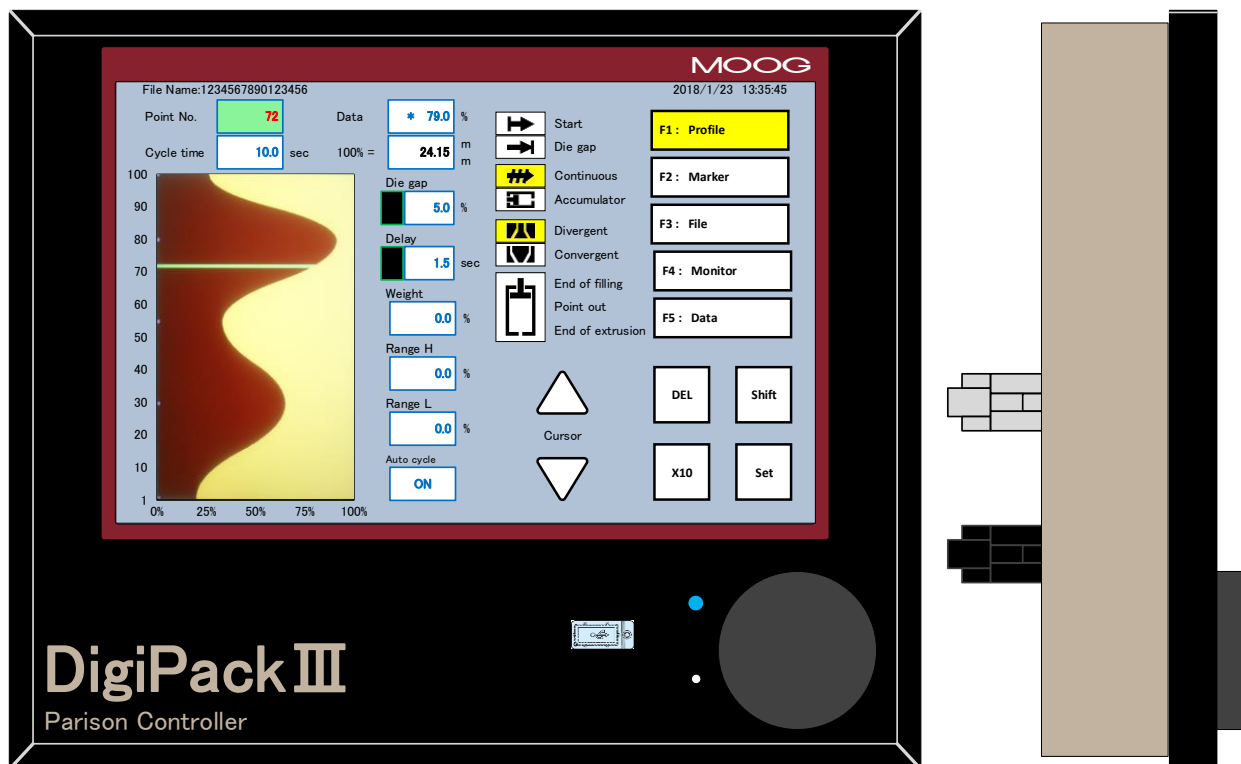 MOOG
File Name:1234567890123456
2018/1/23 13:35:45
Point No. 72
Data * 79.0 %
Cycle time 10.0 sec
100% = 24.15 m
m
Start
Die gap
Continuous
Accumulator
Divergent
Convergent
End of filling
Point out
End of extrusion
F1 : Profile
F2 : Marker
F3 : File
F4 : Monitor
F5 : Data
100
90
80
70
60
50
40
30
20
10
1
0% 25% 50% 75% 100%
Die gap
5.0 %
Delay
1.5 sec
Weight
0.0 %
Range H
0.0 %
Range L
0.0 %
Auto cycle
ON
Cursor
DEL Shift
X10 Set
DigiPackⅢ
Parison Controller